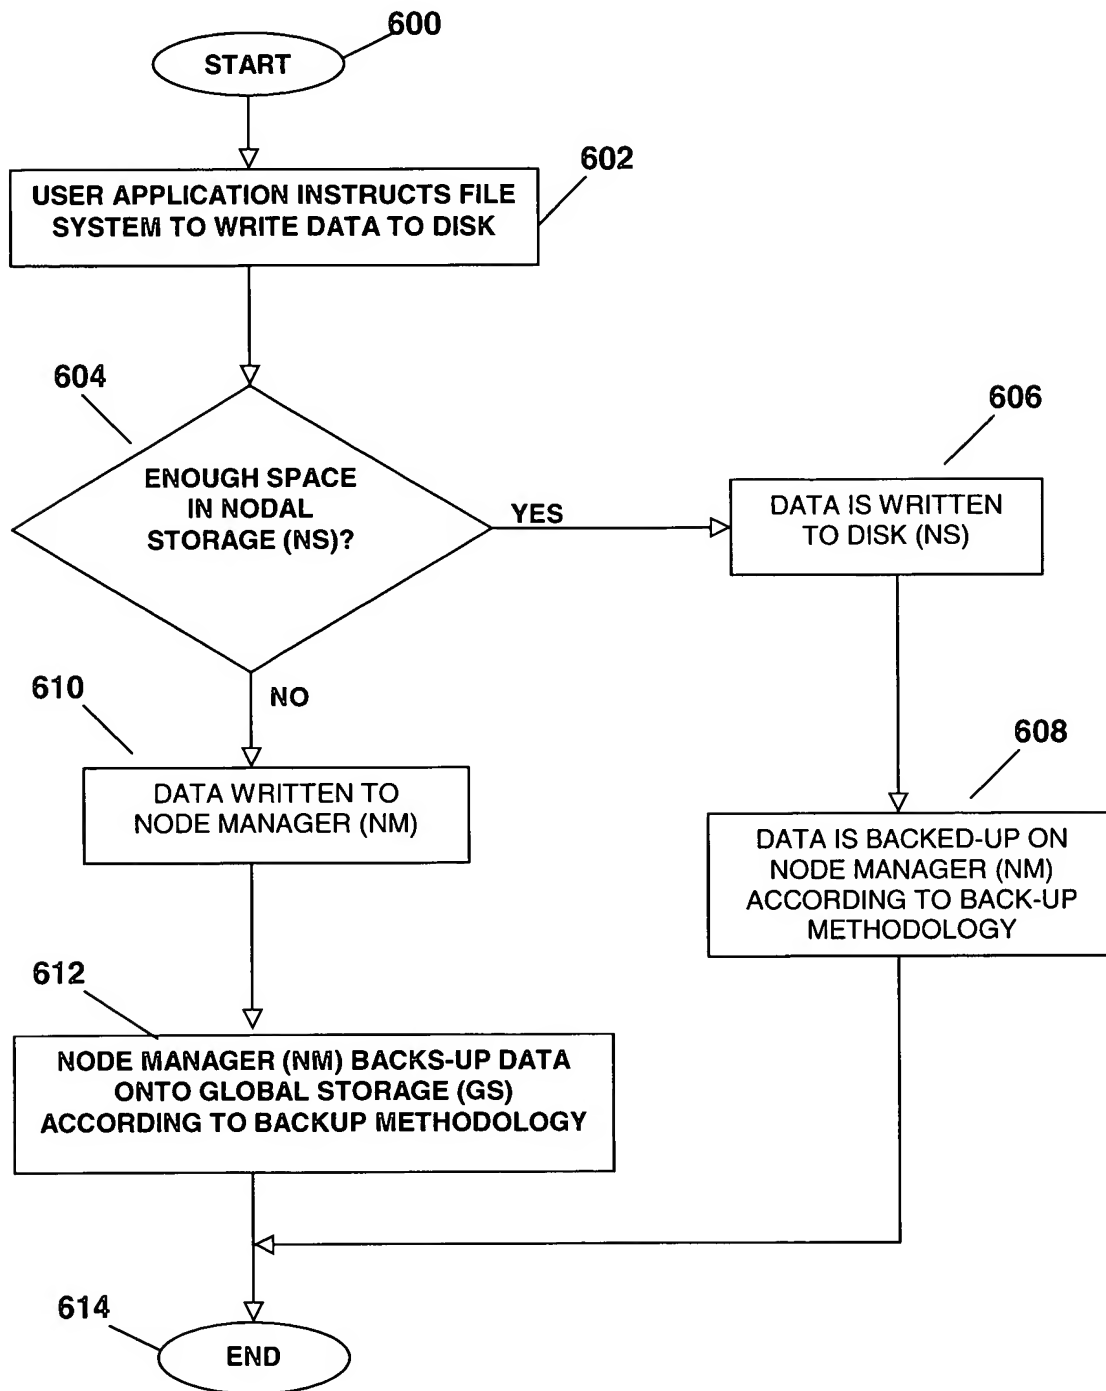 600
START
602
USER APPLICATION INSTRUCTS FILE
SYSTEM TO WRITE DATA TO DISK
604
ENOUGH SPACE
IN NODAL
STORAGE (NS)?
YES
606
DATA IS WRITTEN
TO DISK (NS)
NO
610
DATA WRITTEN TO
NODE MANAGER (NM)
608
DATA IS BACKED-UP ON
NODE MANAGER (NM)
ACCORDING TO BACK-UP
METHODOLOGY
612
NODE MANAGER (NM) BACKS-UP DATA
ONTO GLOBAL STORAGE (GS)
ACCORDING TO BACKUP METHODOLOGY
614
END